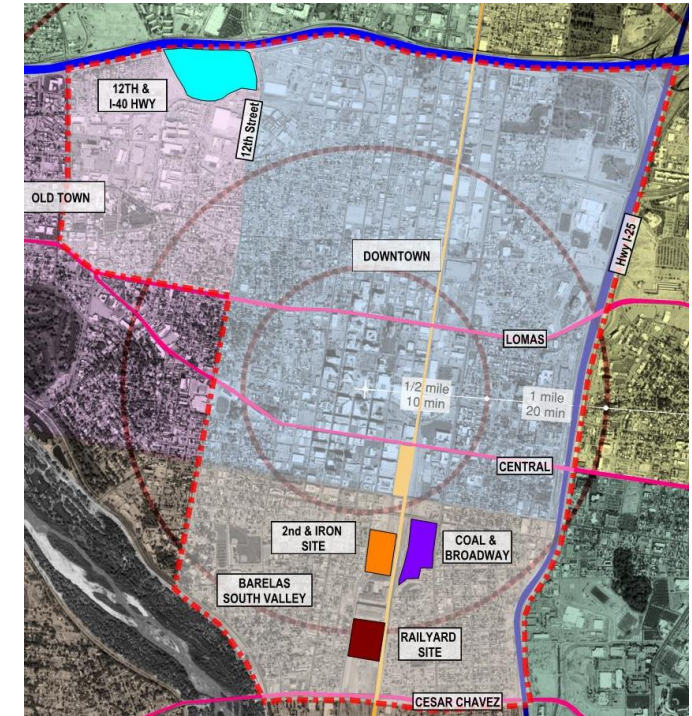 12TH &
I-40 HWY
12th Street
OLD TOWN
DOWNTOWN
Hwy I-25
LOMAS
1/2 mile
10 min
1 mile
20 min
CENTRAL
2nd & IRON
SITE
COAL &
BROADWAY
BARELAS
SOUTH VALLEY
RAILYARD
SITE
CESAR CHAVEZ